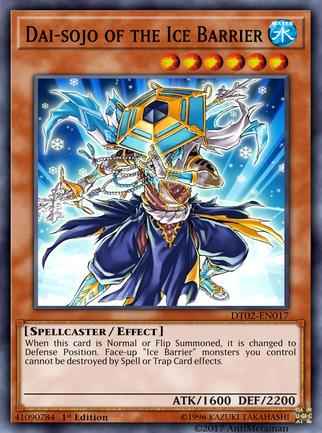 Dai-sojo of the Ice Barrier
WATER
水
DT02-EN017
[Spellcaster / Effect]
When this card is Normal or Flip Summoned, it is changed to
Defense Position. Face-up "Ice Barrier" monsters you control
cannot be destroyed by Spell or Trap Card effects.
ATK/1600 DEF/2200
41090784 1st Edition ©1996 KAZUKI TAKAHASHI
©2017 AntiMetaman